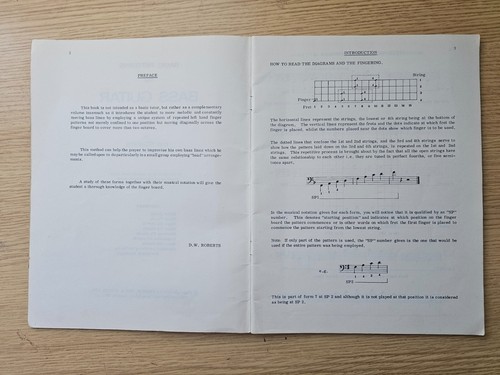 PREFACE
This book is not intended as a basic tutor, but rather as a complementary
volume inasmuch as it introduces the student to more melodic and constantly
moving bass lines by employing a unique system of repeated left hand finger
patterns not merely confined to one position but moving diagonally across the
finger board to cover more than two octaves.
This method can help the player to improvise his own bass lines which he
may be called upon to do particularly in a small group employing "head" arrange-
ments.
A study of these forms together with their musical notation will give the
student a thorough knowledge of the finger board.
D.W. ROBERTS
INTRODUCTION
HOW TO READ THE DIAGRAMS AND THE FINGERING.
String
Finger
Fret
The horizontal lines represent the strings, the lowest or 4th string being at the bottom of
the diagram. The vertical lines represent the frets and the dots indicate at which fret the
finger is placed, whilst the numbers placed near the dots show which finger is to be used.
The dotted lines that enclose the 1st and 2nd strings, and the 3rd and 4th strings serve to
show how the pattern laid down on the 3rd and 4th strings, is repeated on the 1st and 2nd
strings. This repetitive process is brought about by the fact that all the open strings have
the same relationship to each other i.e. they are tuned in perfect fourths, or five semi-
tones apart.
In the musical notation given for each form, you will notice that it is qualified by an "SP"
number. This denotes "starting position" and indicates at which position on the finger
board the pattern commences or in other words on which fret the first finger is placed to
commence the pattern starting from the lowest string.
Note. If only part of the pattern is used, the "SP" number given is the one that would be
used if the entire pattern was being employed.
e.g.
This is part of form 7 at SP 2 and although it is not played at that position it is considered
as being at SP 2.